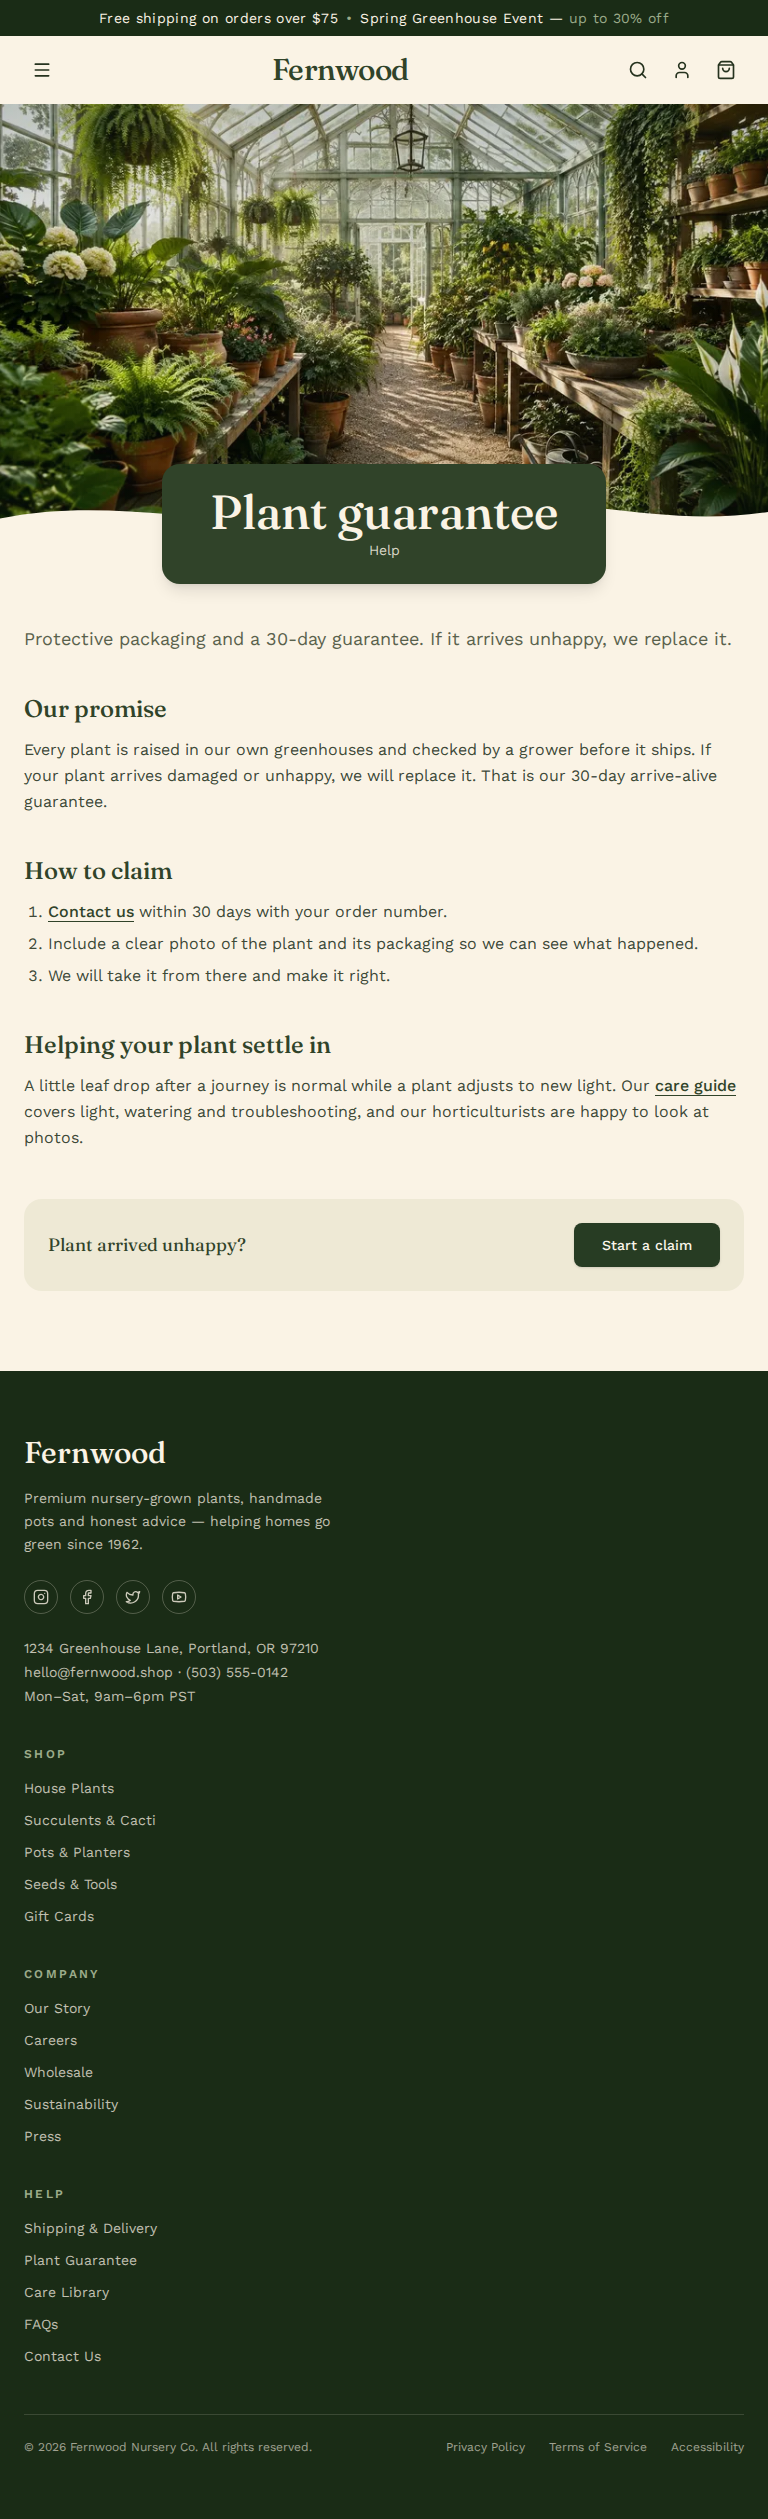 Free shipping on orders over $75 • Spring Greenhouse Event — up to 30% off
Fernwood
Plant guarantee
Help
Protective packaging and a 30-day guarantee. If it arrives unhappy, we replace it.
Our promise
Every plant is raised in our own greenhouses and checked by a grower before it ships. If
your plant arrives damaged or unhappy, we will replace it. That is our 30-day arrive-alive
guarantee.
How to claim
1. Contact us within 30 days with your order number.
2. Include a clear photo of the plant and its packaging so we can see what happened.
3. We will take it from there and make it right.
Helping your plant settle in
A little leaf drop after a journey is normal while a plant adjusts to new light. Our care guide
covers light, watering and troubleshooting, and our horticulturists are happy to look at
photos.
Plant arrived unhappy?
Start a claim
Fernwood
Premium nursery-grown plants, handmade
pots and honest advice — helping homes go
green since 1962.
1234 Greenhouse Lane, Portland, OR 97210
hello@fernwood.shop · (503) 555-0142
Mon–Sat, 9am–6pm PST
SHOP
House Plants
Succulents & Cacti
Pots & Planters
Seeds & Tools
Gift Cards
COMPANY
Our Story
Careers
Wholesale
Sustainability
Press
HELP
Shipping & Delivery
Plant Guarantee
Care Library
FAQs
Contact Us
© 2026 Fernwood Nursery Co. All rights reserved.
Privacy Policy
Terms of Service
Accessibility